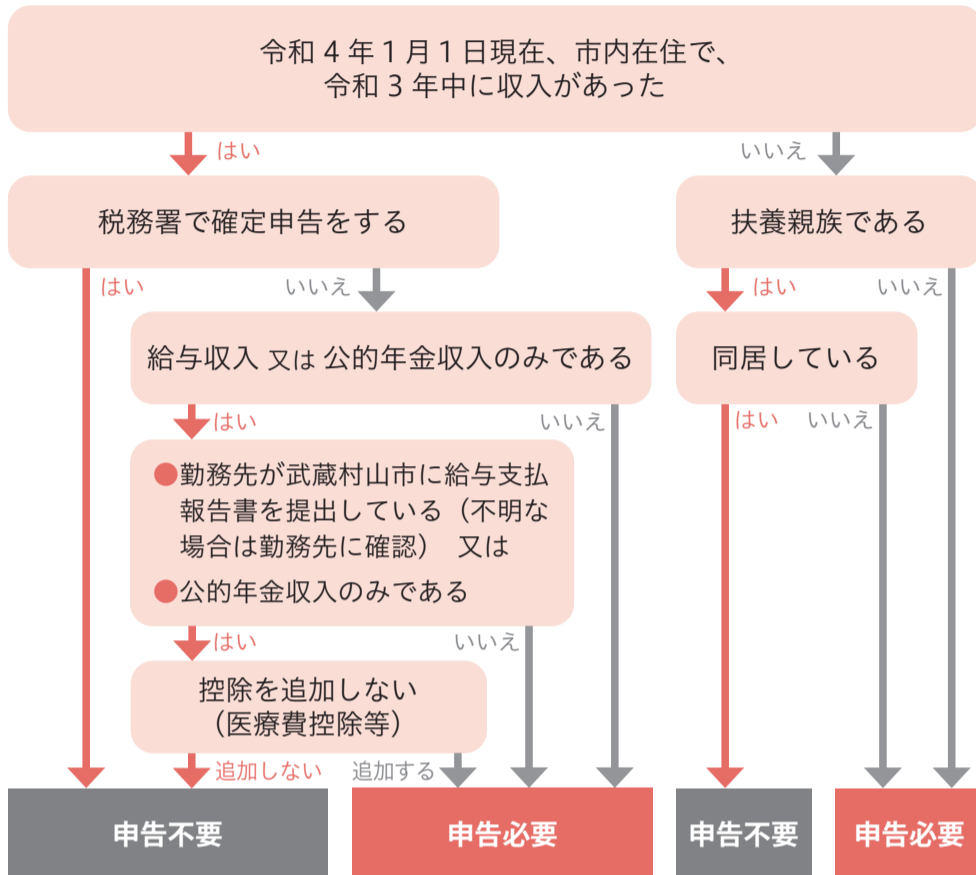 令和4年1月1日現在、市内在住で、
令和3年中に収入があった
はい
いいえ
税務署で確定申告をする
扶養親族である
はい
いいえ
はい
いいえ
給与収入 又は 公的年金収入のみである
同居している
はい
いいえ
はい
いいえ
●勤務先が武蔵村山市に給与支払
報告書を提出している（不明な
場合は勤務先に確認） 又は
●公的年金収入のみである
はい
いいえ
控除を追加しない
（医療費控除等）
追加しない
追加する
申告不要
申告必要
申告不要
申告必要